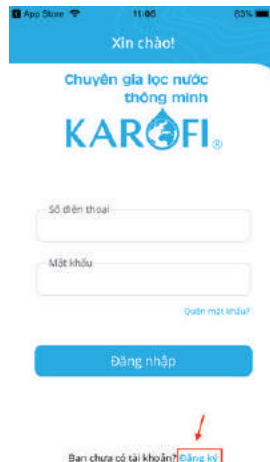 App Store 11:06 83%
Xin chào!
Chuyên gia lọc nước
thông minh
KAROFI®
Số điện thoại
Mật khẩu
Quên mật khẩu?
Đăng nhập
Bạn chưa có tài khoản? Đăng ký